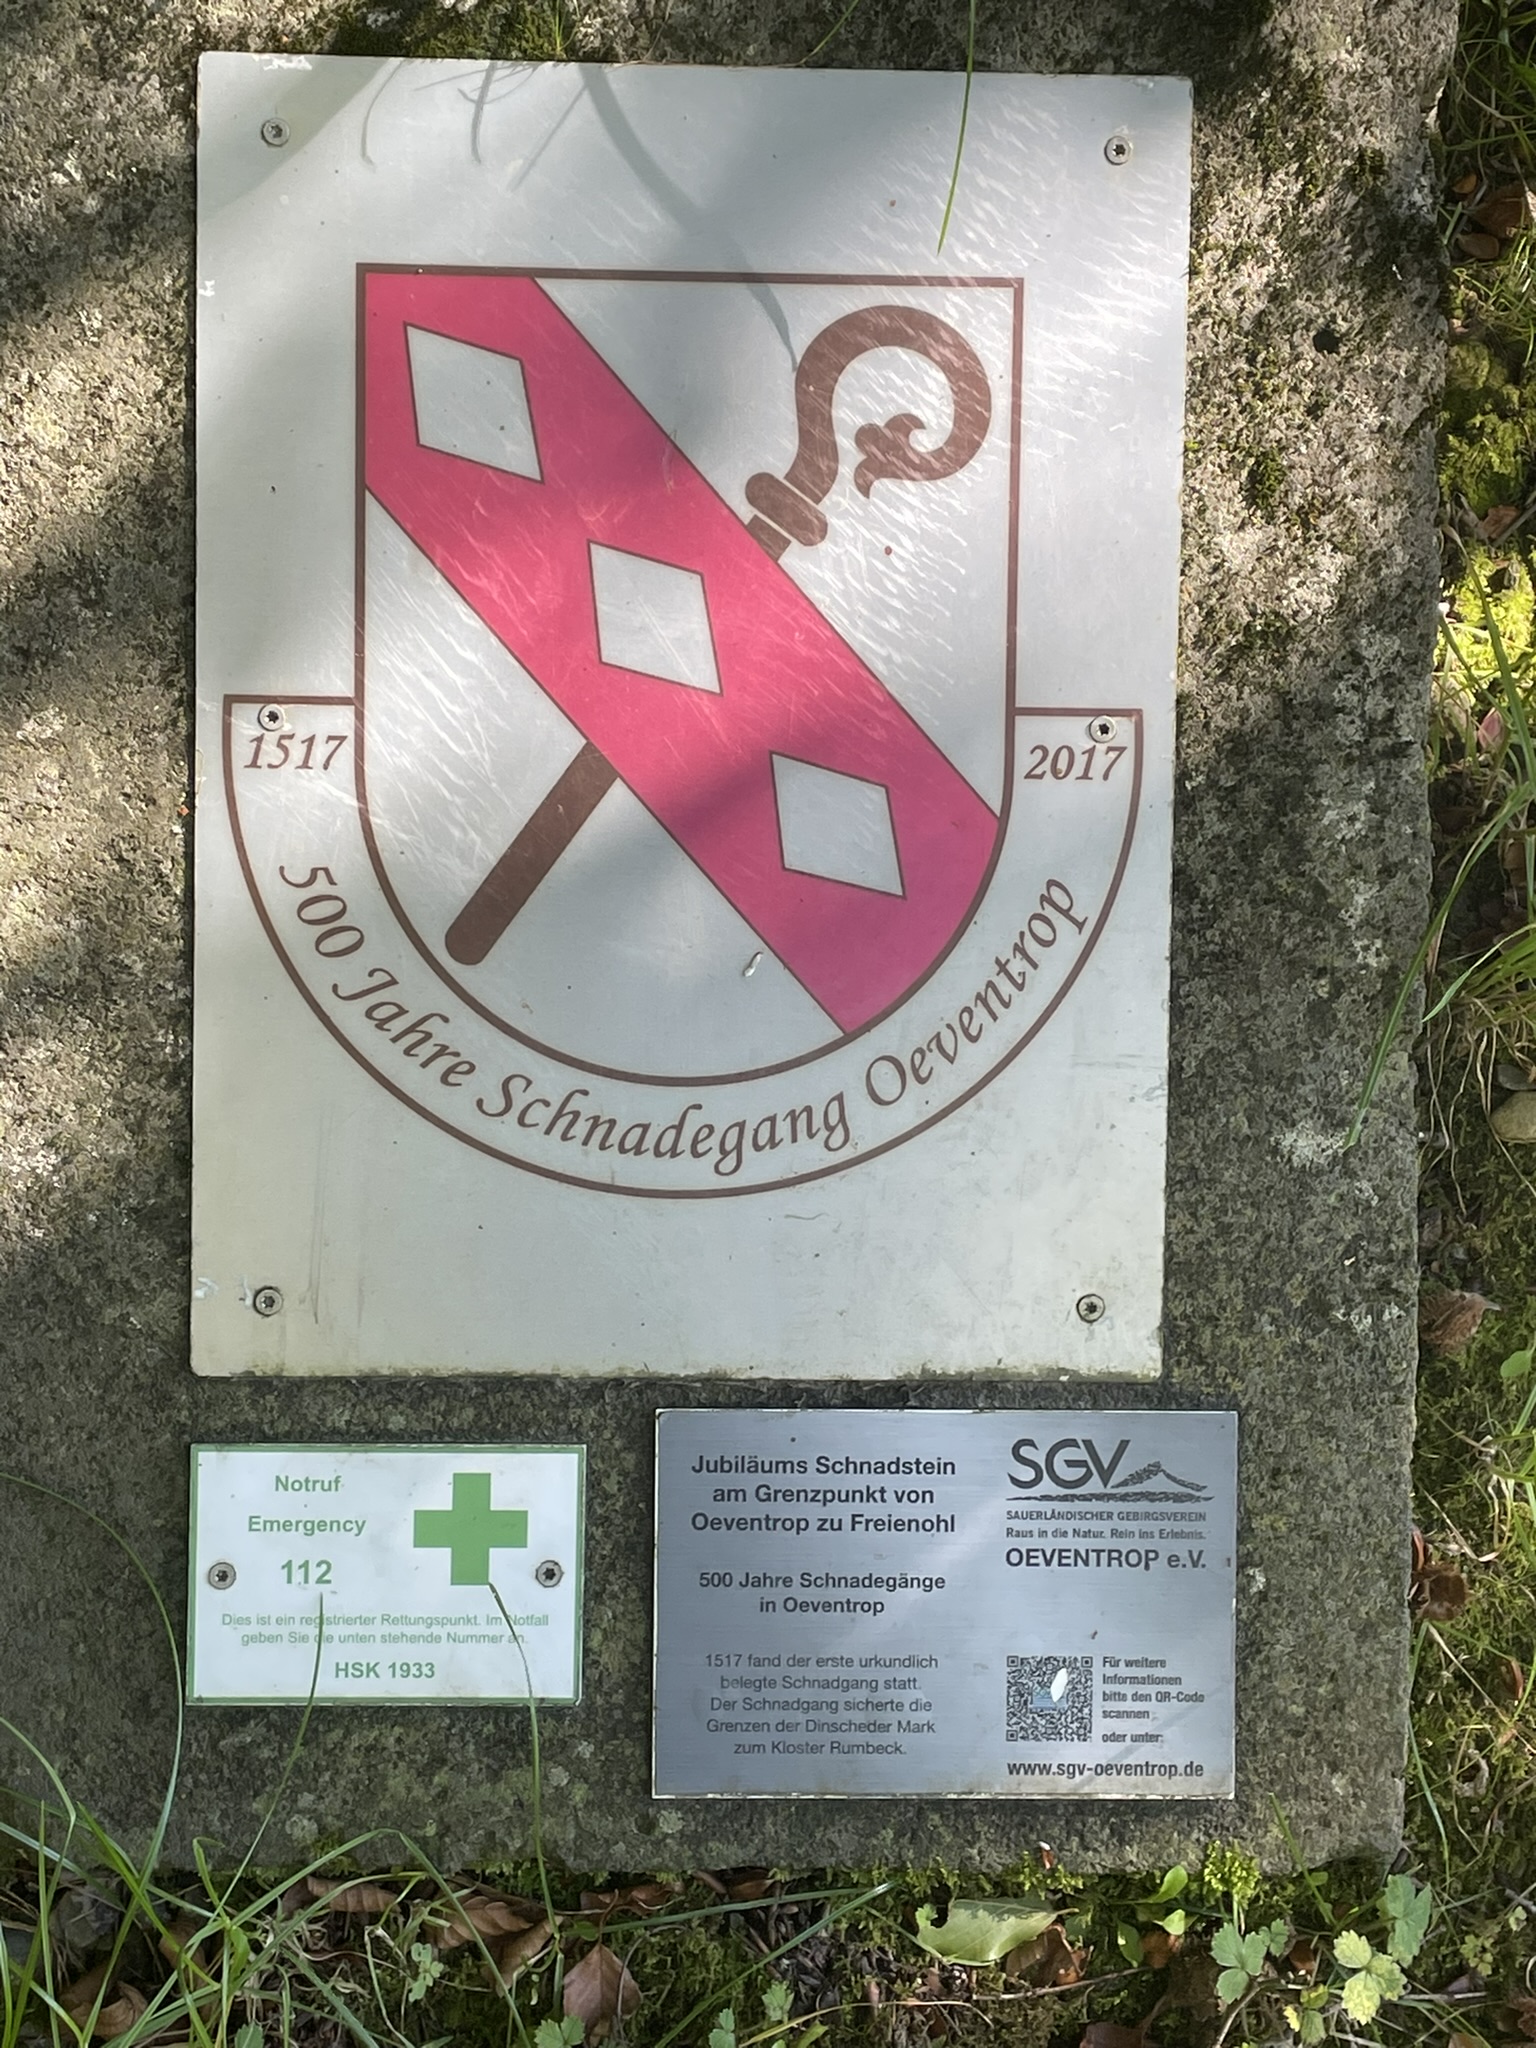 1517
2017
500 Jahre Schnadegang Oeventrop
Notruf
Emergency
112
Dies ist ein registrierter Rettungspunkt. Im Notfall
geben Sie die unten stehende Nummer an.
HSK 1933
Jubiläums Schnadstein
am Grenzpunkt von
Oeventrop zu Freienohl
500 Jahre Schnadegänge
in Oeventrop
1517 fand der erste urkundlich
belegte Schnadgang statt.
Der Schnadgang sicherte die
Grenzen der Dinscheder Mark
zum Kloster Rumbeck.
SGV
SAUERLÄNDISCHER GEBIRGSVEREIN
Raus in die Natur. Rein ins Erlebnis.
OEVENTROP e.V.
Für weitere
Informationen
bitte den QR-Code
scannen
oder unter:
www.sgv-oeventrop.de